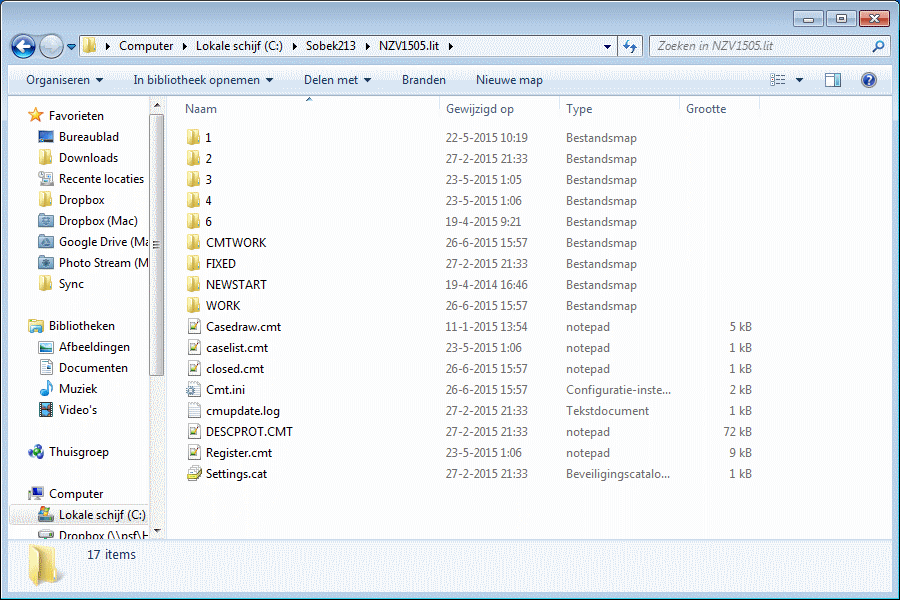 Computer Lokale schijf (C:) Sobek213 NZV1505.lit Zoeken in NZV1505.lit
Organiseren In bibliotheek opnemen Delen met Branden Nieuwe map
Naam Gewijzigd op Type Grootte
Favorieten
Bureaublad
Downloads
Recente locaties
Dropbox
Dropbox (Mac)
Google Drive (Ma
Photo Stream (M
Sync
Bibliotheken
Afbeeldingen
Documenten
Muziek
Video's
Thuisgroep
Computer
Lokale schijf (C:)
Dropbox (\\psf\H
1 22-5-2015 10:19 Bestandsmap
2 27-2-2015 21:33 Bestandsmap
3 23-5-2015 1:05 Bestandsmap
4 23-5-2015 1:06 Bestandsmap
6 19-4-2015 9:21 Bestandsmap
CMTWORK 26-6-2015 15:57 Bestandsmap
FIXED 27-2-2015 21:33 Bestandsmap
NEWSTART 19-4-2014 16:46 Bestandsmap
WORK 26-6-2015 15:57 Bestandsmap
Casedraw.cmt 11-1-2015 13:54 notepad 5 kB
caselist.cmt 23-5-2015 1:06 notepad 1 kB
closed.cmt 26-6-2015 15:57 notepad 1 kB
Cmt.ini 26-6-2015 15:57 Configuratie-inste... 2 kB
cmupdate.log 27-2-2015 21:33 Tekstdocument 1 kB
DESCPROT.CMT 27-2-2015 21:33 notepad 72 kB
Register.cmt 23-5-2015 1:06 notepad 9 kB
Settings.cat 27-2-2015 21:33 Beveiligingscatalo... 1 kB
17 items